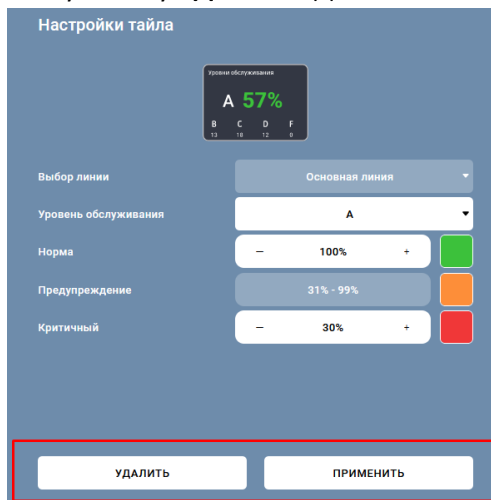 Настройки тайла
Уровни обслуживания
A 57%
B C D F
13 18 12 0
Выбор линии Основная линия
Уровень обслуживания A
Норма − 100% +
Предупреждение 31% - 99%
Критичный − 30% +
УДАЛИТЬ ПРИМЕНИТЬ